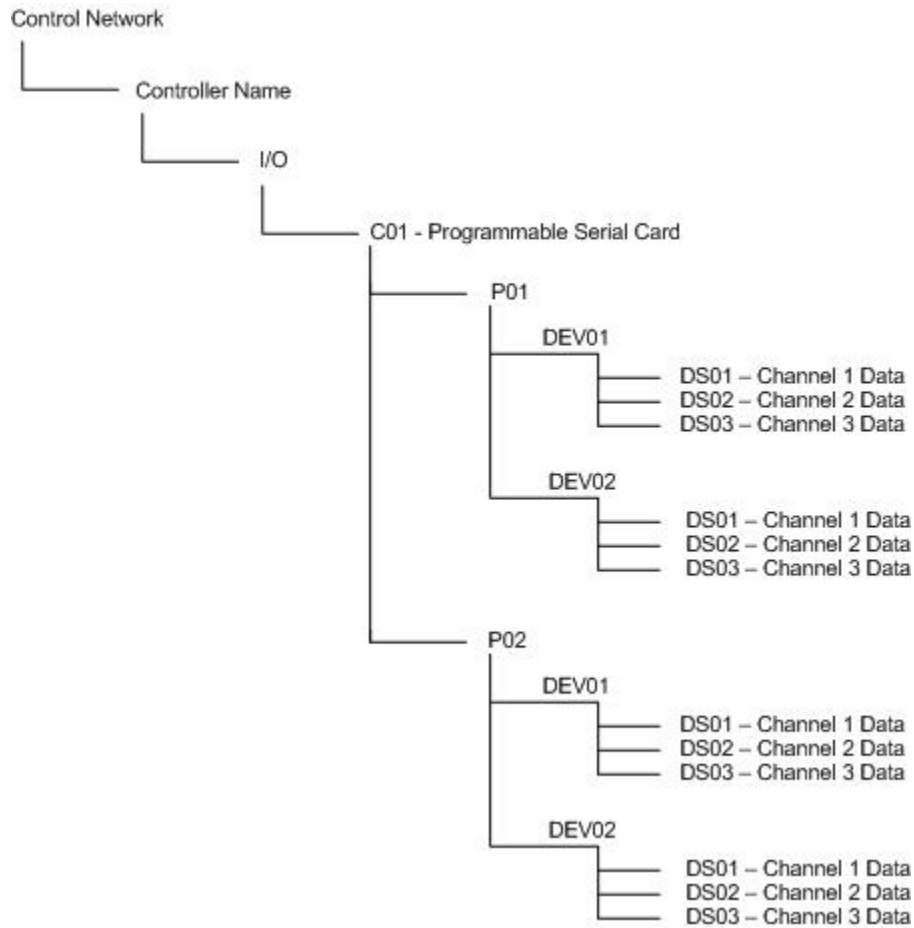 Control Network
Controller Name
I/O
C01 - Programmable Serial Card
P01
DEV01
DS01 – Channel 1 Data
DS02 – Channel 2 Data
DS03 – Channel 3 Data
DEV02
DS01 – Channel 1 Data
DS02 – Channel 2 Data
DS03 – Channel 3 Data
P02
DEV01
DS01 – Channel 1 Data
DS02 – Channel 2 Data
DS03 – Channel 3 Data
DEV02
DS01 – Channel 1 Data
DS02 – Channel 2 Data
DS03 – Channel 3 Data